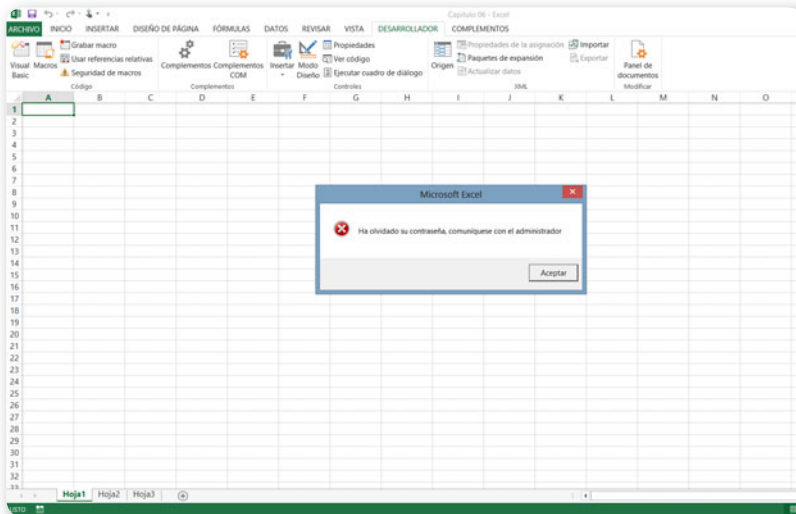 Capítulo 06 - Excel
ARCHIVO INICIO INSERTAR DISEÑO DE PÁGINA FÓRMULAS DATOS REVISAR VISTA DESARROLLADOR COMPLEMENTOS
Visual Basic
Macros
Grabar macro
Usar referencias relativas
Seguridad de macros
Código
Complementos
Complementos COM
Complementos
Insertar
Modo Diseño
Propiedades
Ver código
Ejecutar cuadro de diálogo
Controles
Origen
Propiedades de la asignación
Paquetes de expansión
Actualizar datos
Importar
Exportar
XML
Panel de documentos
Modificar
A B C D E F G H I J K L M N O
1
2
3
4
5
6
7
8
9
10
11
12
13
14
15
16
17
18
19
20
21
22
23
24
25
26
27
28
29
30
31
32
33
Microsoft Excel
Ha olvidado su contraseña, comuníquese con el administrador
Aceptar
Hoja1 Hoja2 Hoja3
LISTO